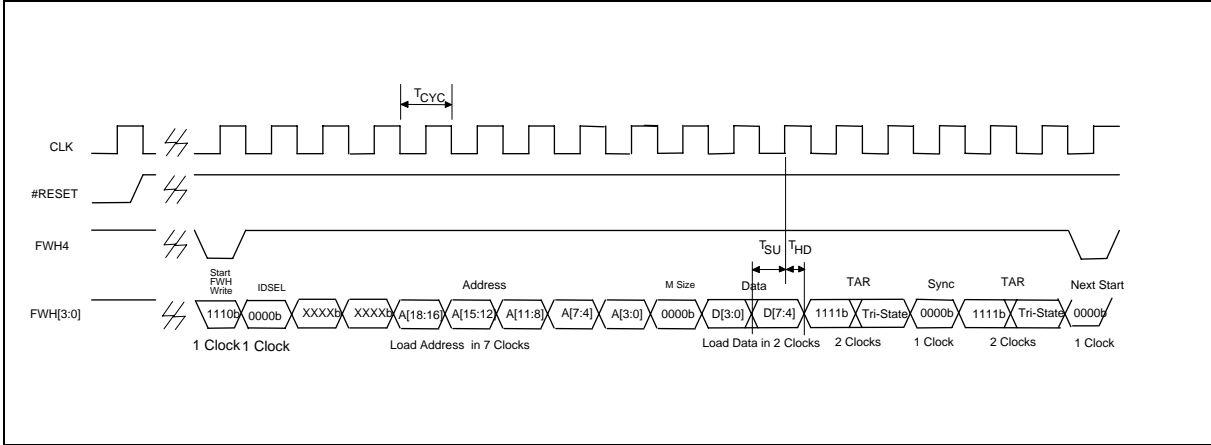 TCYC
CLK
#RESET
FWH4
TSU THD
Start
FWH
Write
IDSEL
Address
M Size
Data
TAR
Sync
TAR
Next Start
FWH[3:0]
1110b 0000b XXXXb XXXXb A[18:16] A[15:12] A[11:8] A[7:4] A[3:0] 0000b D[3:0] D[7:4] 1111b Tri-State 0000b 1111b Tri-State 0000b
1 Clock 1 Clock Load Address in 7 Clocks Load Data in 2 Clocks 2 Clocks 1 Clock 2 Clocks 1 Clock